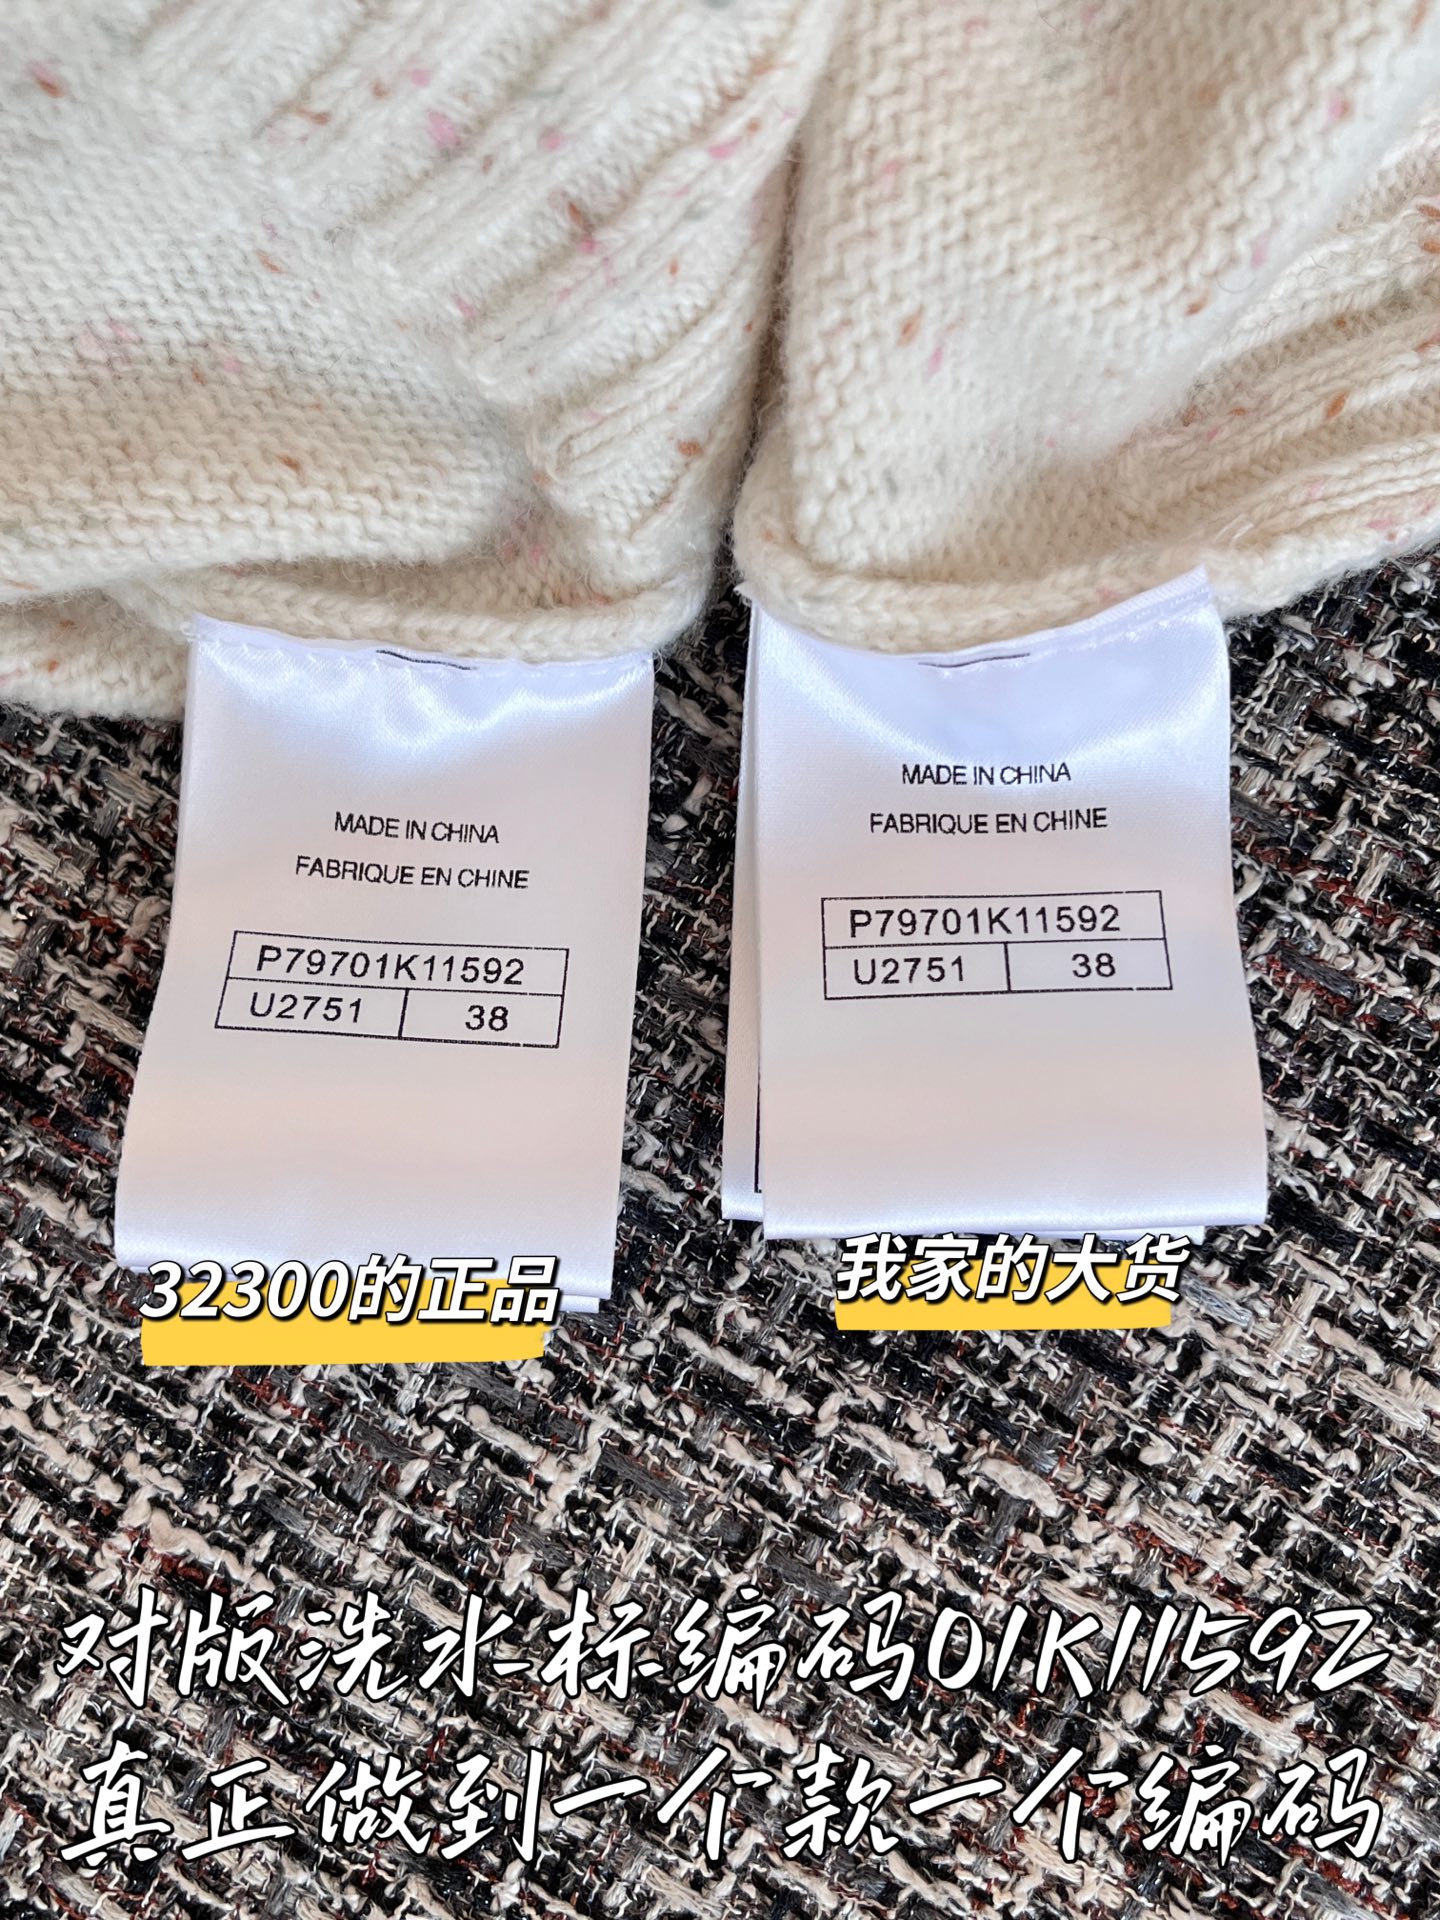 MADE IN CHINA
FABRIQUE EN CHINE
P79701K11592
U2751 38
MADE IN CHINA
FABRIQUE EN CHINE
P79701K11592
U2751 38
32300的正品
我家的大货
对版洗水标编码01K11592
真正做到一个款一个编码